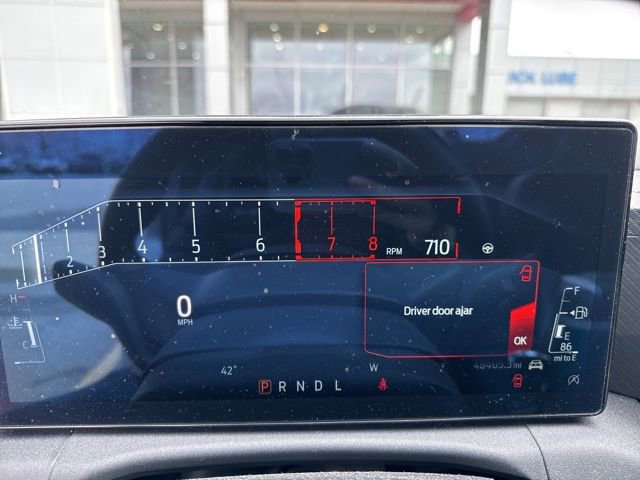 CK LUBE
2 3 4 5 6 7 8 RPM 710
H
F
0
MPH
Driver door ajar
OK
E
86
mi to E
42° W
P R N D L